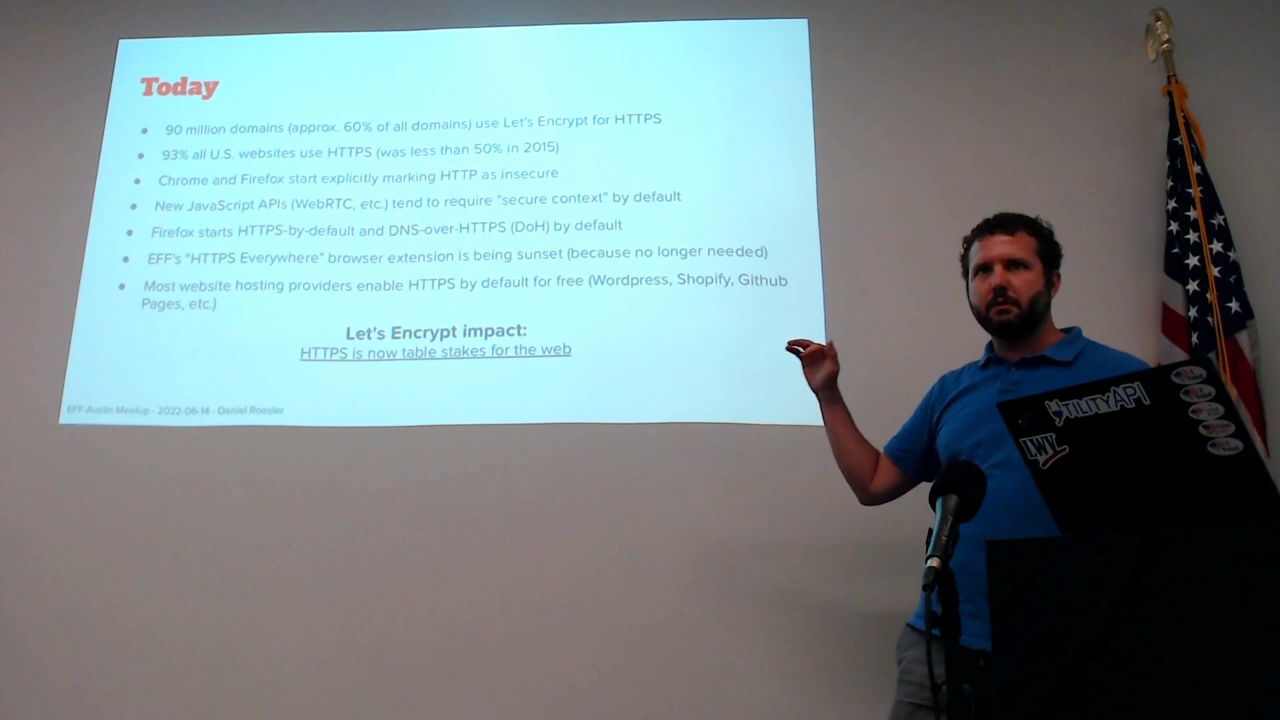 Today
● 90 million domains (approx. 60% of all domains) use Let's Encrypt for HTTPS
● 93% all U.S. websites use HTTPS (was less than 50% in 2015)
● Chrome and Firefox start explicitly marking HTTP as insecure
● New JavaScript APIs (WebRTC, etc.) tend to require "secure context" by default
● Firefox starts HTTPS-by-default and DNS-over-HTTPS (DoH) by default
● EFF's "HTTPS Everywhere" browser extension is being sunset (because no longer needed)
● Most website hosting providers enable HTTPS by default for free (Wordpress, Shopify, Github
Pages, etc.)
Let's Encrypt impact:
HTTPS is now table stakes for the web
EFF-Austin Meetup - 2022-06-14 - Daniel Roesler
UTILITYAPI